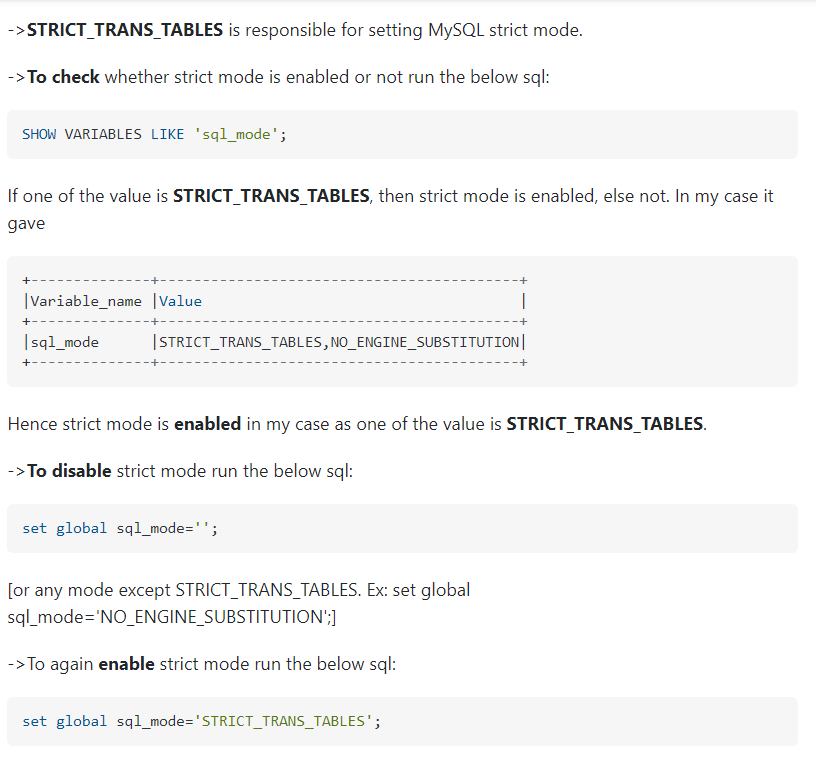 ->STRICT_TRANS_TABLES is responsible for setting MySQL strict mode.
->To check whether strict mode is enabled or not run the below sql:
SHOW VARIABLES LIKE 'sql_mode';
If one of the value is STRICT_TRANS_TABLES, then strict mode is enabled, else not. In my case it
gave
+--------------+------------------------------------------+
|Variable_name |Value                                     |
+--------------+------------------------------------------+
|sql_mode      |STRICT_TRANS_TABLES,NO_ENGINE_SUBSTITUTION|
+--------------+------------------------------------------+
Hence strict mode is enabled in my case as one of the value is STRICT_TRANS_TABLES.
->To disable strict mode run the below sql:
set global sql_mode='';
[or any mode except STRICT_TRANS_TABLES. Ex: set global
sql_mode='NO_ENGINE_SUBSTITUTION';]
->To again enable strict mode run the below sql:
set global sql_mode='STRICT_TRANS_TABLES';